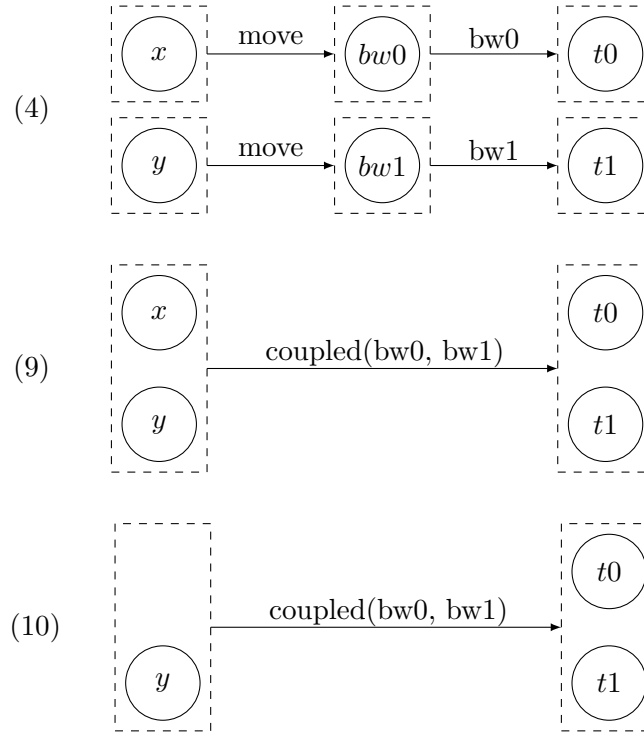 x move bw0 bw0 t0
(4)
y move bw1 bw1 t1
x t0
(9) coupled(bw0, bw1)
y t1
t0
(10) coupled(bw0, bw1)
y t1